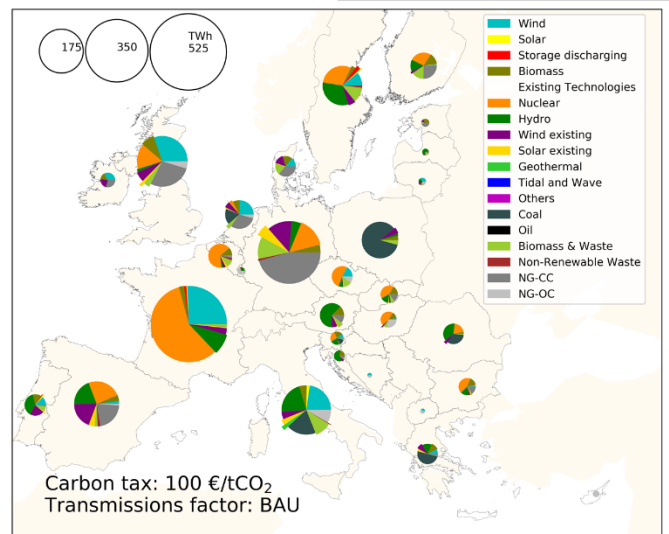 TWh
175
350
525
Wind
Solar
Storage discharging
Biomass
Existing Technologies
Nuclear
Hydro
Wind existing
Solar existing
Geothermal
Tidal and Wave
Others
Coal
Oil
Biomass & Waste
Non-Renewable Waste
NG-CC
NG-OC
Carbon tax: 100 €/tCO₂
Transmissions factor: BAU